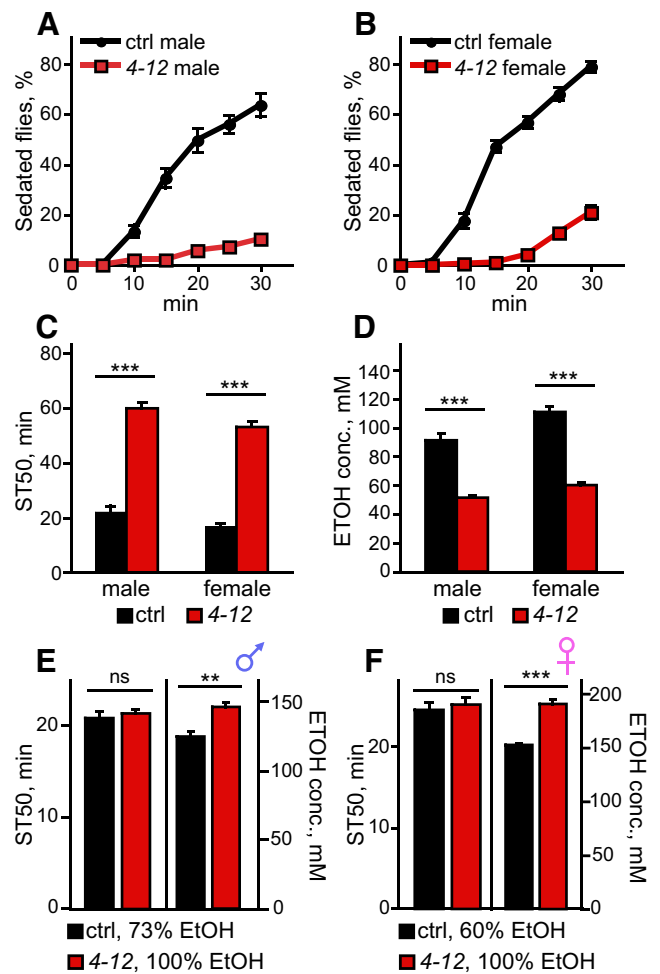 A
ctrl male
4-12 male
Sedated flies, %
80
60
40
20
0
0 10 20 30
min
B
ctrl female
4-12 female
Sedated flies, %
80
60
40
20
0
0 10 20 30
min
C
ST50, min
80
60
40
20
0
*** ***
male female
ctrl 4-12
D
ETOH conc., mM
140
120
100
80
60
40
20
0
*** ***
male female
ctrl 4-12
E ♂
ns **
ST50, min
20
10
0
150
100
50
0
ETOH conc., mM
ctrl, 73% EtOH
4-12, 100% EtOH
F ♀
ns ***
ST50, min
20
10
0
200
150
100
50
0
ETOH conc., mM
ctrl, 60% EtOH
4-12, 100% EtOH